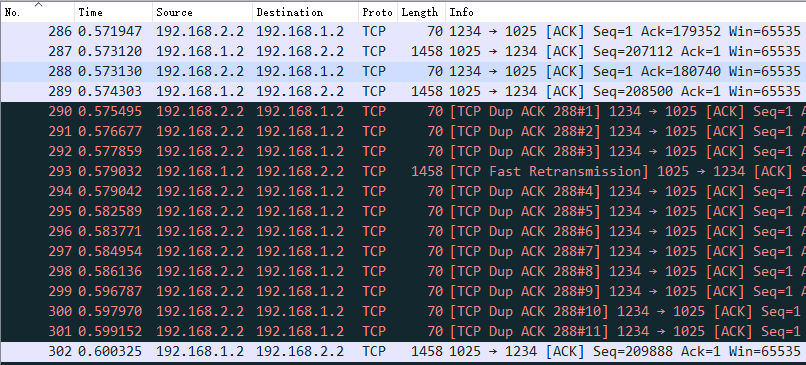 No. Time Source Destination Proto Length Info
286 0.571947 192.168.2.2 192.168.1.2 TCP 70 1234 → 1025 [ACK] Seq=1 Ack=179352 Win=65535
287 0.573120 192.168.1.2 192.168.2.2 TCP 1458 1025 → 1234 [ACK] Seq=207112 Ack=1 Win=65535
288 0.573130 192.168.2.2 192.168.1.2 TCP 70 1234 → 1025 [ACK] Seq=1 Ack=180740 Win=65535
289 0.574303 192.168.1.2 192.168.2.2 TCP 1458 1025 → 1234 [ACK] Seq=208500 Ack=1 Win=65535
290 0.575495 192.168.2.2 192.168.1.2 TCP 70 [TCP Dup ACK 288#1] 1234 → 1025 [ACK] Seq=1 A
291 0.576677 192.168.2.2 192.168.1.2 TCP 70 [TCP Dup ACK 288#2] 1234 → 1025 [ACK] Seq=1 A
292 0.577859 192.168.2.2 192.168.1.2 TCP 70 [TCP Dup ACK 288#3] 1234 → 1025 [ACK] Seq=1 A
293 0.579032 192.168.1.2 192.168.2.2 TCP 1458 [TCP Fast Retransmission] 1025 → 1234 [ACK] S
294 0.579042 192.168.2.2 192.168.1.2 TCP 70 [TCP Dup ACK 288#4] 1234 → 1025 [ACK] Seq=1 A
295 0.582589 192.168.2.2 192.168.1.2 TCP 70 [TCP Dup ACK 288#5] 1234 → 1025 [ACK] Seq=1 A
296 0.583771 192.168.2.2 192.168.1.2 TCP 70 [TCP Dup ACK 288#6] 1234 → 1025 [ACK] Seq=1 A
297 0.584954 192.168.2.2 192.168.1.2 TCP 70 [TCP Dup ACK 288#7] 1234 → 1025 [ACK] Seq=1 A
298 0.586136 192.168.2.2 192.168.1.2 TCP 70 [TCP Dup ACK 288#8] 1234 → 1025 [ACK] Seq=1 A
299 0.596787 192.168.2.2 192.168.1.2 TCP 70 [TCP Dup ACK 288#9] 1234 → 1025 [ACK] Seq=1 A
300 0.597970 192.168.2.2 192.168.1.2 TCP 70 [TCP Dup ACK 288#10] 1234 → 1025 [ACK] Seq=1
301 0.599152 192.168.2.2 192.168.1.2 TCP 70 [TCP Dup ACK 288#11] 1234 → 1025 [ACK] Seq=1
302 0.600325 192.168.1.2 192.168.2.2 TCP 1458 1025 → 1234 [ACK] Seq=209888 Ack=1 Win=65535